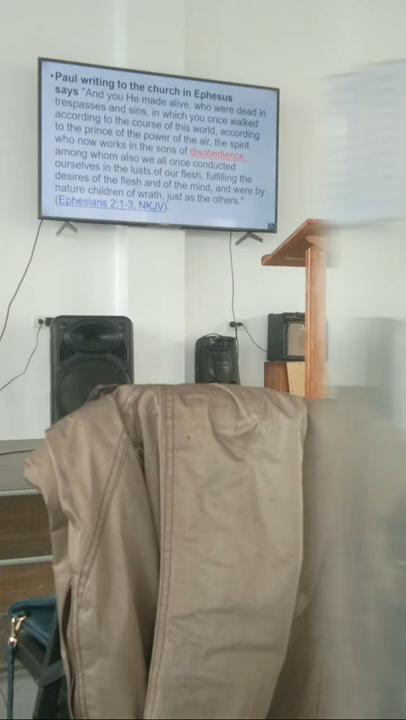 •Paul writing to the church in Ephesus
says "And you He made alive, who were dead in
trespasses and sins, in which you once walked
according to the course of this world, according
to the prince of the power of the air, the spirit
who now works in the sons of disobedience,
among whom also we all once conducted
ourselves in the lusts of our flesh, fulfilling the
desires of the flesh and of the mind, and were by
nature children of wrath, just as the others."
(Ephesians 2:1-3, NKJV)